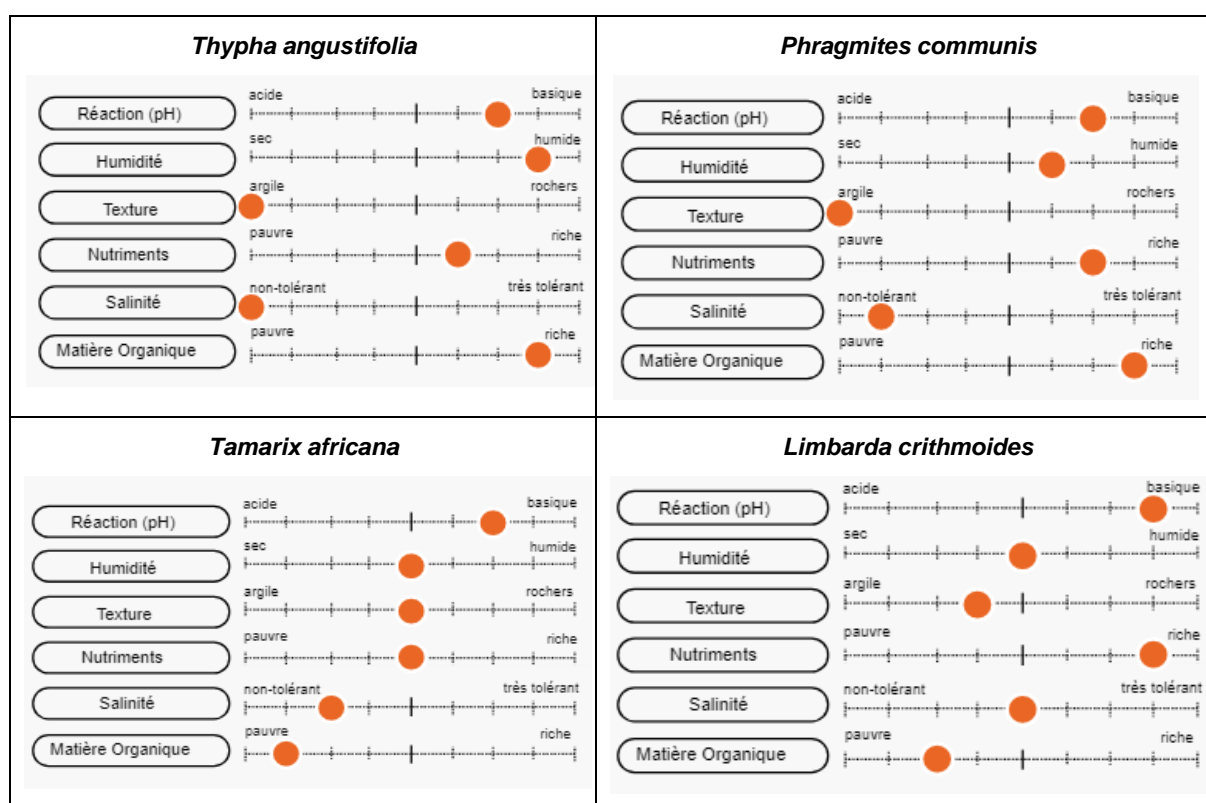 Thypha angustifolia
Réaction (pH)
acide
basique
Humidité
sec
humide
Texture
argile
rochers
Nutriments
pauvre
riche
Salinité
non-tolérant
très tolérant
Matière Organique
pauvre
riche
Phragmites communis
Réaction (pH)
acide
basique
Humidité
sec
humide
Texture
argile
rochers
Nutriments
pauvre
riche
Salinité
non-tolérant
très tolérant
Matière Organique
pauvre
riche
Tamarix africana
Réaction (pH)
acide
basique
Humidité
sec
humide
Texture
argile
rochers
Nutriments
pauvre
riche
Salinité
non-tolérant
très tolérant
Matière Organique
pauvre
riche
Limbarda crithmoides
Réaction (pH)
acide
basique
Humidité
sec
humide
Texture
argile
rochers
Nutriments
pauvre
riche
Salinité
non-tolérant
très tolérant
Matière Organique
pauvre
riche